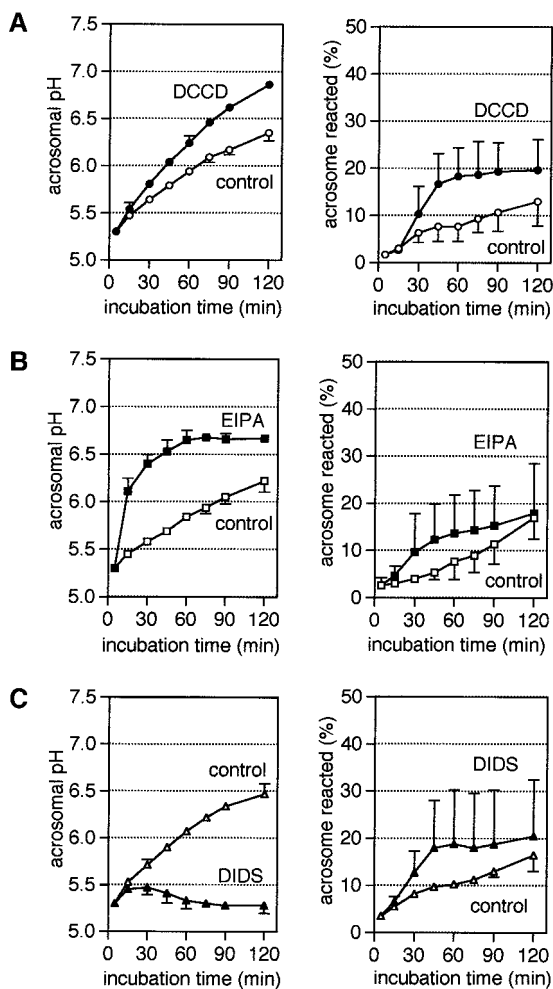 A
acrosomal pH
7.5
7.0
6.5
6.0
5.5
5.0
DCCD
control
0 30 60 90 120
incubation time (min)
acrosome reacted (%)
50
40
30
20
10
0
DCCD
control
0 30 60 90 120
incubation time (min)
B
acrosomal pH
7.5
7.0
6.5
6.0
5.5
5.0
EIPA
control
0 30 60 90 120
incubation time (min)
acrosome reacted (%)
50
40
30
20
10
0
EIPA
control
0 30 60 90 120
incubation time (min)
C
acrosomal pH
7.5
7.0
6.5
6.0
5.5
5.0
control
DIDS
0 30 60 90 120
incubation time (min)
acrosome reacted (%)
50
40
30
20
10
0
DIDS
control
0 30 60 90 120
incubation time (min)